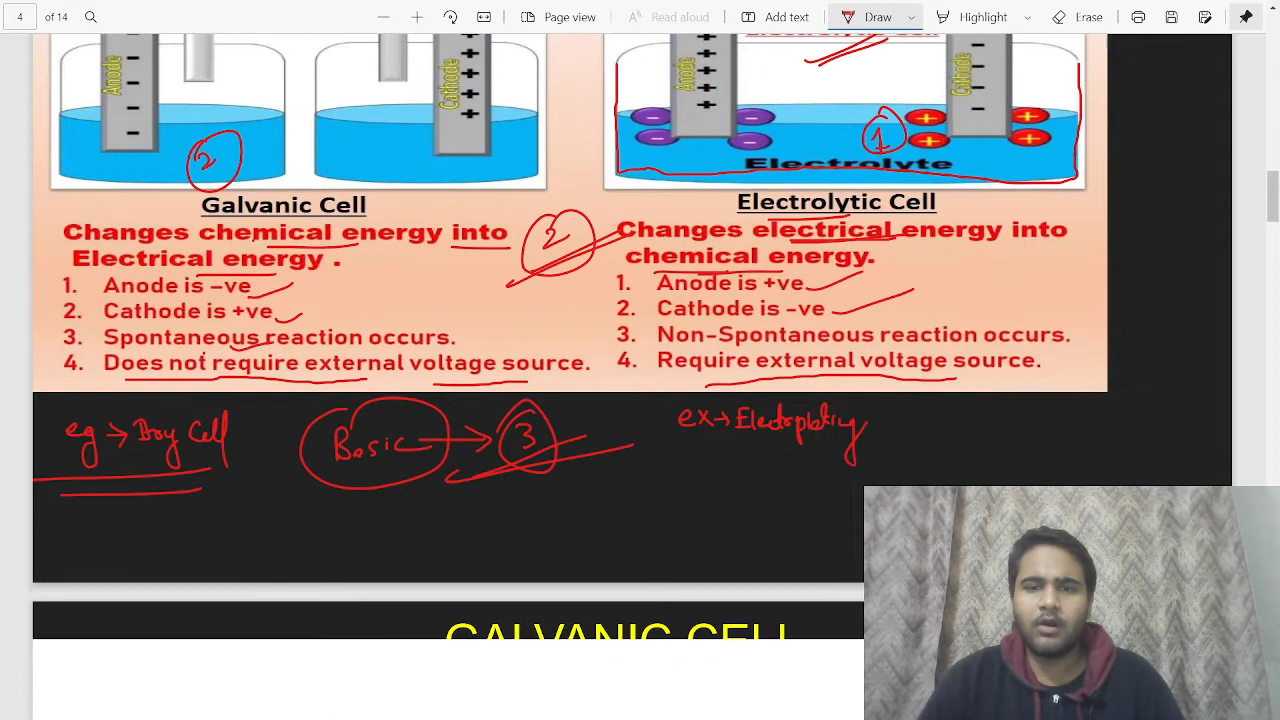 4 of 14
Page view
Read aloud
Add text
Draw
Highlight
Erase
Anode
Cathode
Anode
Cathode
2
1
Electrolyte
Galvanic Cell
Electrolytic Cell
Changes chemical energy into
Electrical energy .
2
Changes electrical energy into
chemical energy.
1. Anode is –ve
2. Cathode is +ve
3. Spontaneous reaction occurs.
4. Does not require external voltage source.
1. Anode is +ve
2. Cathode is -ve
3. Non-Spontaneous reaction occurs.
4. Require external voltage source.
eg → Dry Cell
Basic → 3
ex → Electroplating
GALVANIC CELL